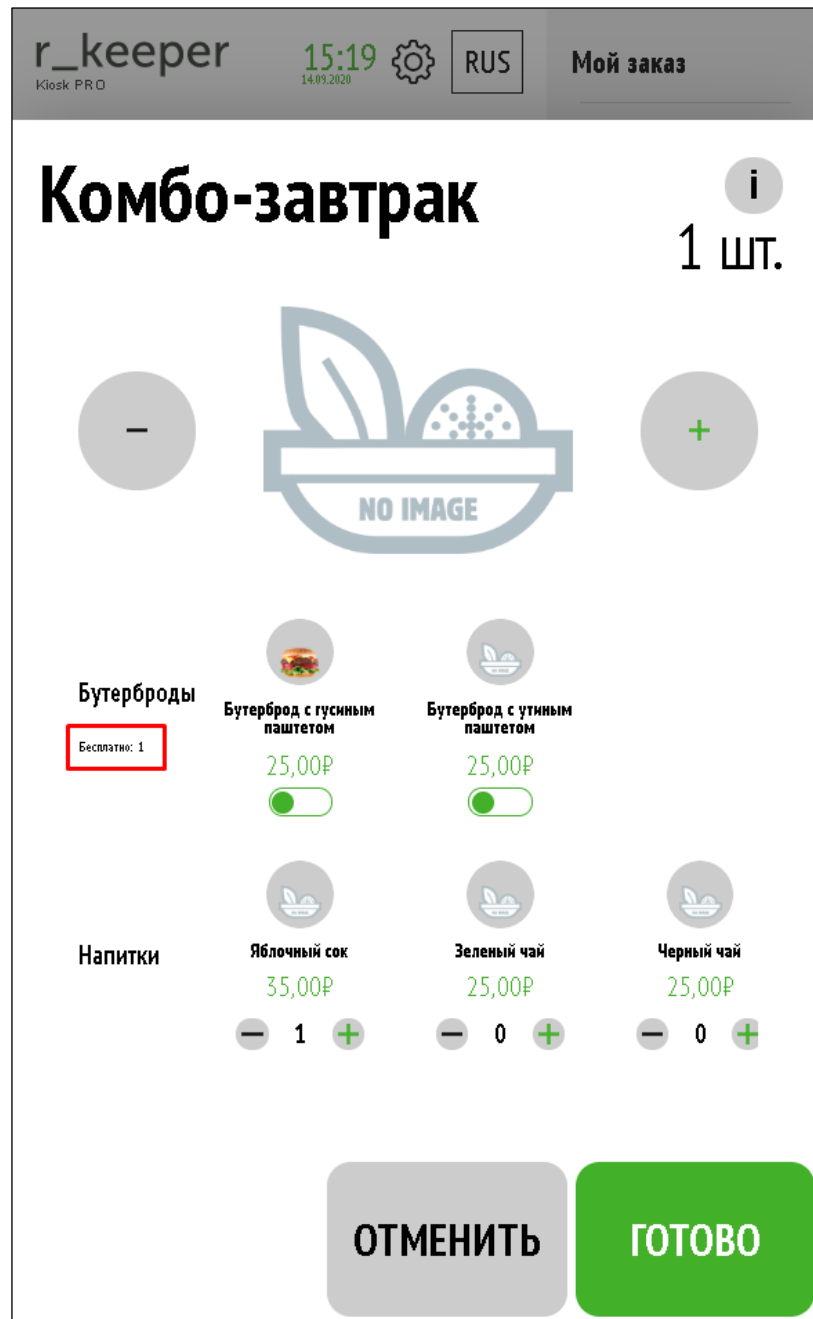 r_keeper
Kiosk PRO
15:19
14.09.2020
RUS
Мой заказ
Комбо-завтрак
i
1 шт.
−
+
NO IMAGE
Бутерброды
Бесплатно: 1
Бутерброд с гусиным
паштетом
25,00₽
Бутерброд с утиным
паштетом
25,00₽
Напитки
Яблочный сок
35,00₽
− 1 +
Зеленый чай
25,00₽
− 0 +
Черный чай
25,00₽
− 0 +
ОТМЕНИТЬ
ГОТОВО